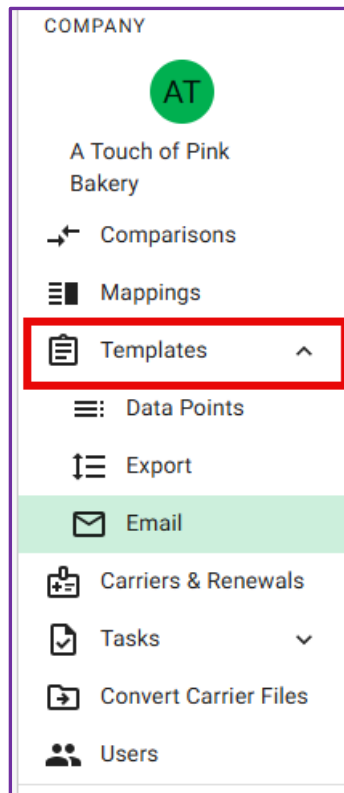 COMPANY
AT
A Touch of Pink
Bakery
Comparisons
Mappings
Templates
Data Points
Export
Email
Carriers & Renewals
Tasks
Convert Carrier Files
Users